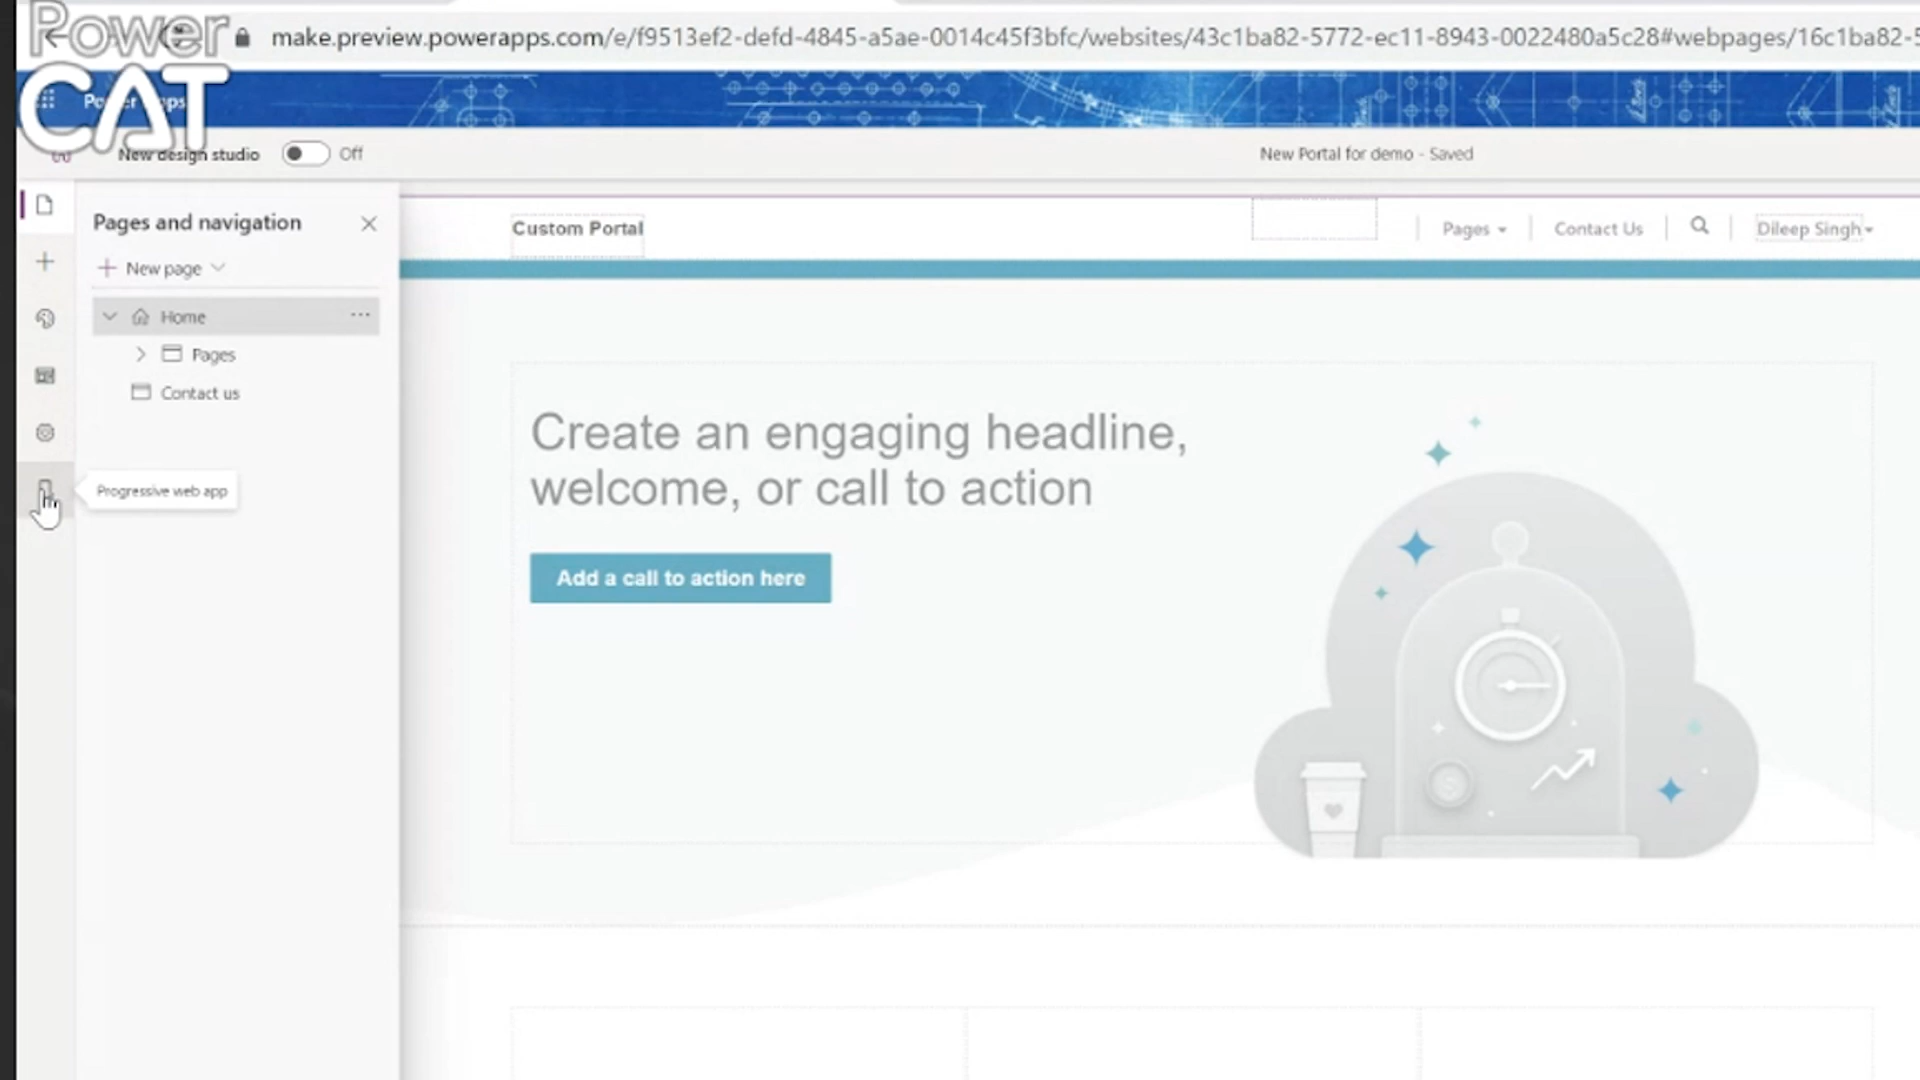 Power
CAT
make.preview.powerapps.com/e/f9513ef2-defd-4845-a5ae-0014c45f3bfc/websites/43c1ba82-5772-ec11-8943-0022480a5c28#webpages/16c1ba82-5
Power Apps
New design studio Off
New Portal for demo - Saved
Pages and navigation
New page
Home
Pages
Contact us
Progressive web app
Custom Portal
Pages
Contact Us
Dileep Singh
Create an engaging headline,
welcome, or call to action
Add a call to action here